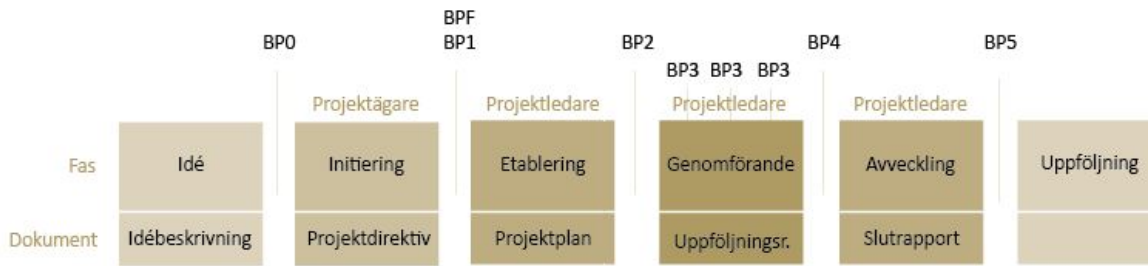 BPF
BP0 BP1 BP2 BP4 BP5
BP3 BP3 BP3
Projektägare Projektledare Projektledare Projektledare
Fas Idé Initiering Etablering Genomförande Avveckling Uppföljning
Dokument Idébeskrivning Projektdirektiv Projektplan Uppföljningsr. Slutrapport